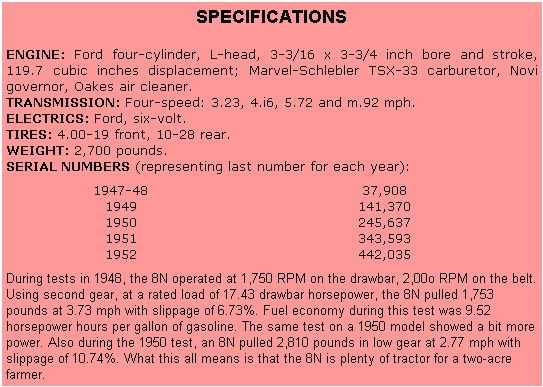 SPECIFICATIONS
ENGINE: Ford four-cylinder, L-head, 3-3/16 x 3-3/4 inch bore and stroke,
119.7 cubic inches displacement; Marvel-Schlebler TSX-33 carburetor, Novi
governor, Oakes air cleaner.
TRANSMISSION: Four-speed: 3.23, 4.i6, 5.72 and m.92 mph.
ELECTRICS: Ford, six-volt.
TIRES: 4.00-19 front, 10-28 rear.
WEIGHT: 2,700 pounds.
SERIAL NUMBERS (representing last number for each year):
1947-48 37,908
1949 141,370
1950 245,637
1951 343,593
1952 442,035
During tests in 1948, the 8N operated at 1,750 RPM on the drawbar, 2,00o RPM on the belt.
Using second gear, at a rated load of 17.43 drawbar horsepower, the 8N pulled 1,753
pounds at 3.73 mph with slippage of 6.73%. Fuel economy during this test was 9.52
horsepower hours per gallon of gasoline. The same test on a 1950 model showed a bit more
power. Also during the 1950 test, an 8N pulled 2,810 pounds in low gear at 2.77 mph with
slippage of 10.74%. What this all means is that the 8N is plenty of tractor for a two-acre
farmer.